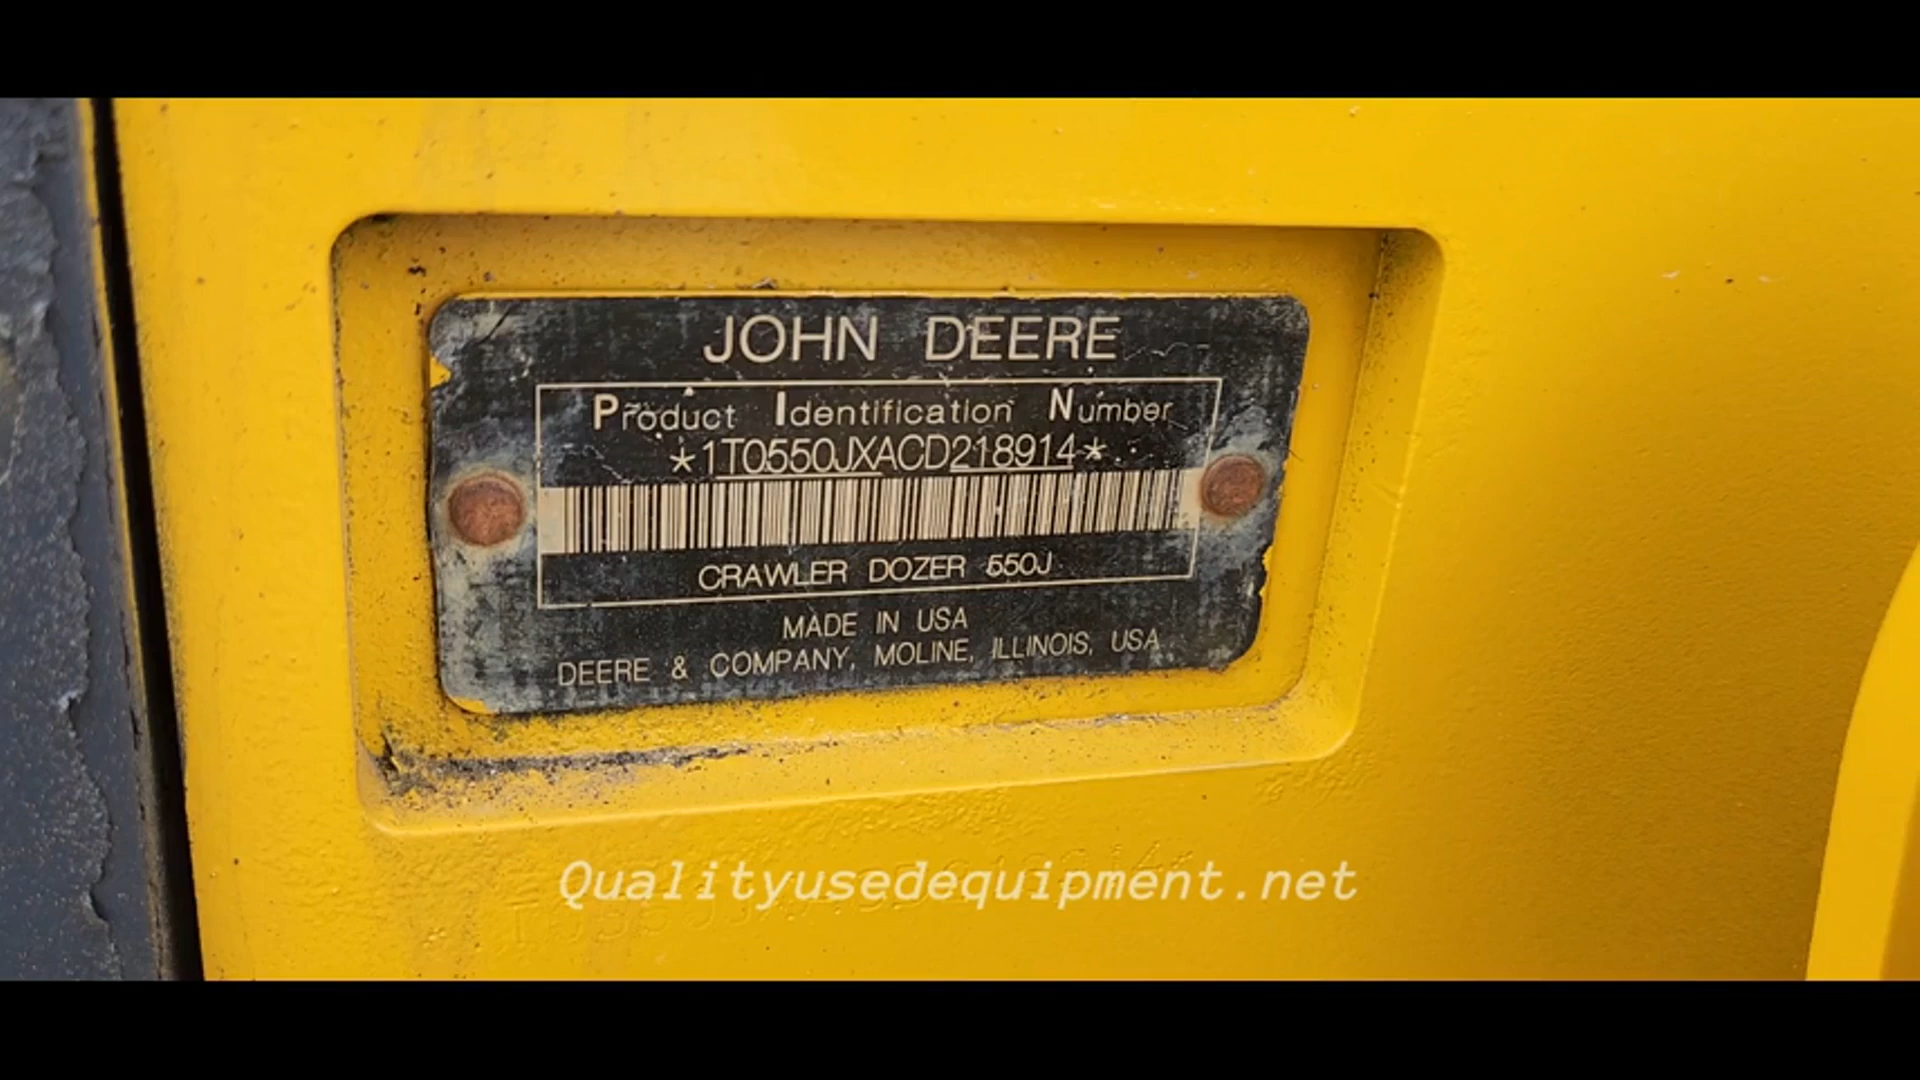 JOHN DEERE
Product Identification Number
*1T0550JXACD218914*
CRAWLER DOZER 550J
MADE IN USA
DEERE & COMPANY, MOLINE, ILLINOIS, USA
Qualityusedequipment.net